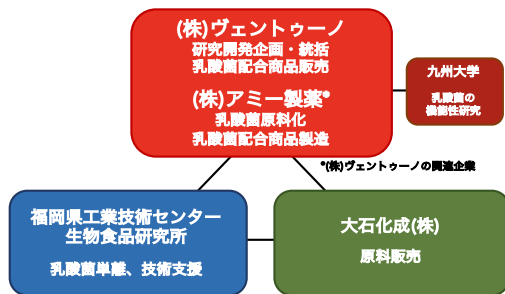 (株)ヴェントゥーノ
研究開発企画・統括
乳酸菌配合商品販売
(株)アミー製薬*
乳酸菌原料化
乳酸菌配合商品製造
九州大学
乳酸菌の
機能性研究
*(株)ヴェントゥーノの関連企業
福岡県工業技術センター
生物食品研究所
乳酸菌単離、技術支援
大石化成(株)
原料販売